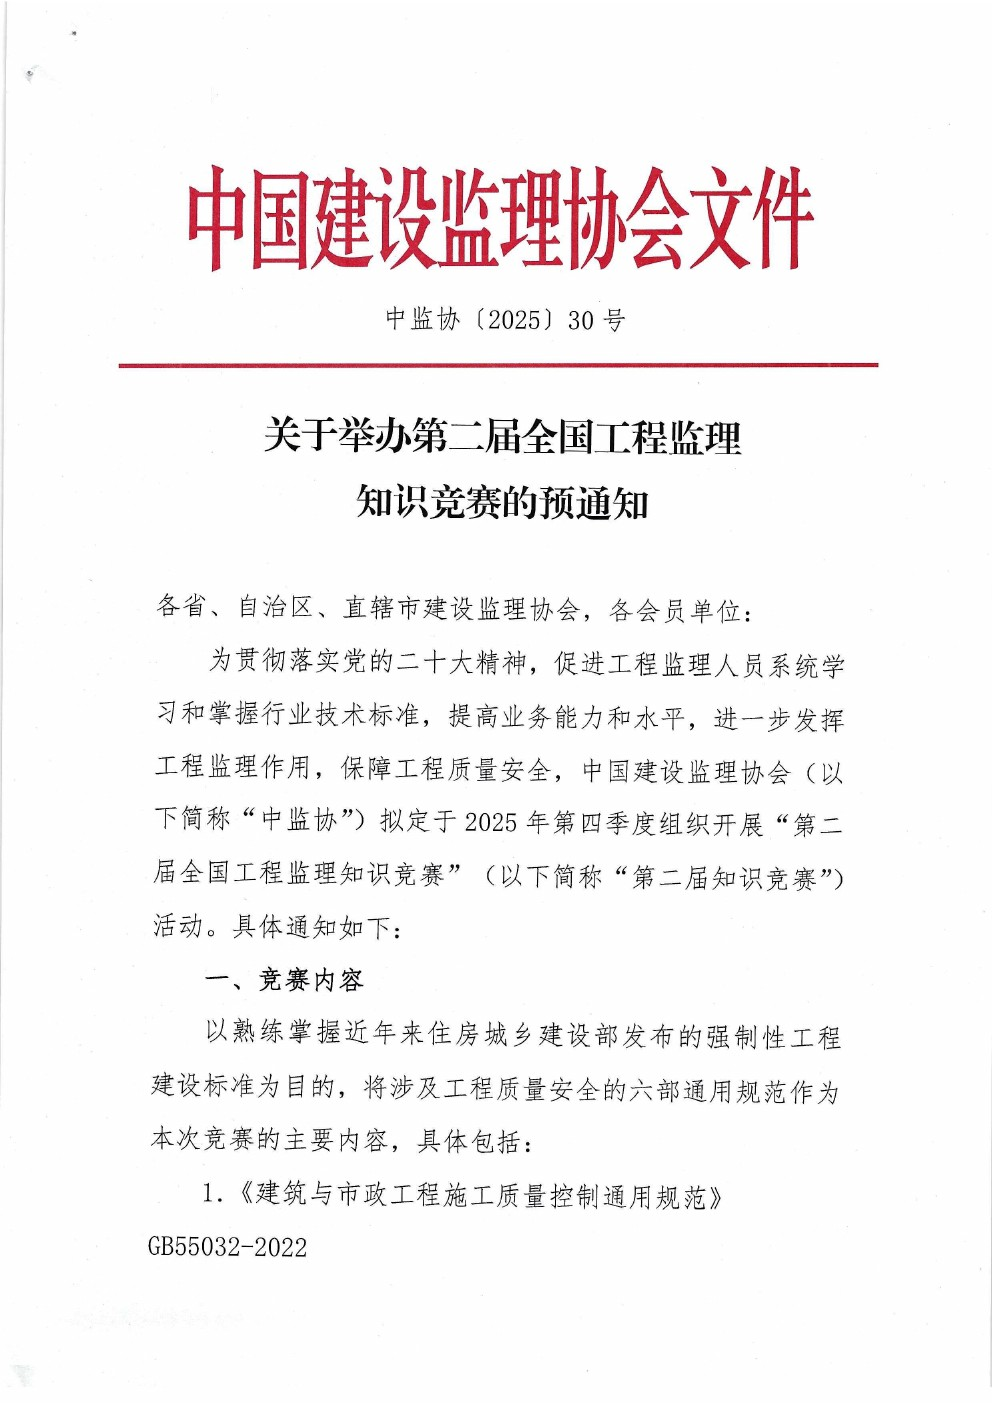 中国建设监理协会文件
中监协〔2025〕30号
关于举办第二届全国工程监理
知识竞赛的预通知
各省、自治区、直辖市建设监理协会，各会员单位：
为贯彻落实党的二十大精神，促进工程监理人员系统学
习和掌握行业技术标准，提高业务能力和水平，进一步发挥
工程监理作用，保障工程质量安全，中国建设监理协会（以
下简称“中监协”）拟定于2025年第四季度组织开展“第二
届全国工程监理知识竞赛”（以下简称“第二届知识竞赛”）
活动。具体通知如下：
一、竞赛内容
以熟练掌握近年来住房城乡建设部发布的强制性工程
建设标准为目的，将涉及工程质量安全的六部通用规范作为
本次竞赛的主要内容，具体包括：
1.《建筑与市政工程施工质量控制通用规范》
GB55032-2022